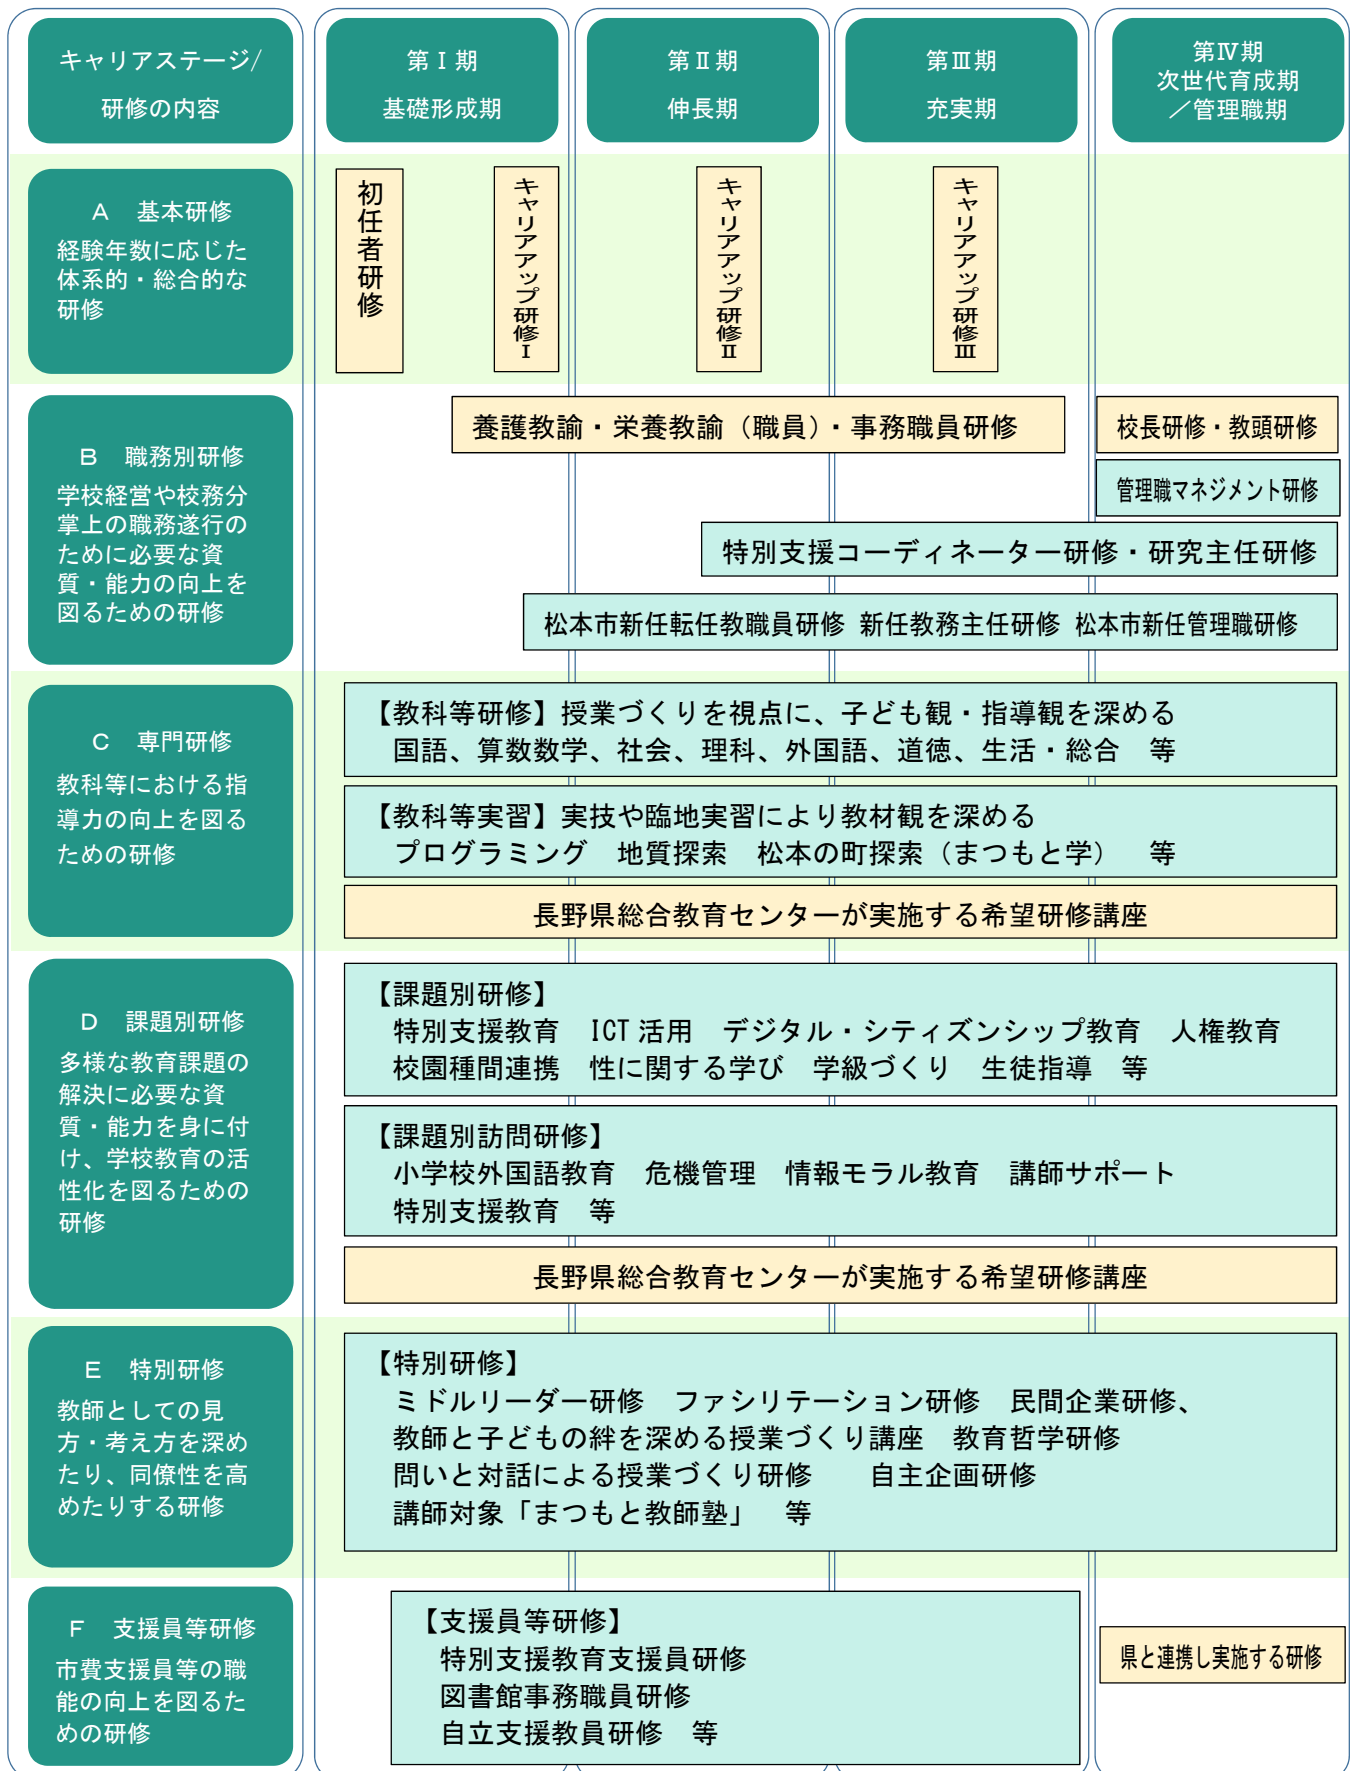 キャリアステージ/
研修の内容
第Ⅰ期
基礎形成期
第Ⅱ期
伸長期
第Ⅲ期
充実期
第Ⅳ期
次世代育成期
／管理職期
A　基本研修
経験年数に応じた
体系的・総合的な
研修
初任者研修
キャリアアップ研修Ⅰ
キャリアアップ研修Ⅱ
キャリアアップ研修Ⅲ
B　職務別研修
学校経営や校務分
掌上の職務遂行の
ために必要な資
質・能力の向上を
図るための研修
養護教諭・栄養教諭（職員）・事務職員研修
校長研修・教頭研修
管理職マネジメント研修
特別支援コーディネーター研修・研究主任研修
松本市新任転任教職員研修 新任教務主任研修 松本市新任管理職研修
C　専門研修
教科等における指
導力の向上を図る
ための研修
【教科等研修】授業づくりを視点に、子ども観・指導観を深める
国語、算数数学、社会、理科、外国語、道徳、生活・総合　等
【教科等実習】実技や臨地実習により教材観を深める
プログラミング　地質探索　松本の町探索（まつもと学）　等
長野県総合教育センターが実施する希望研修講座
D　課題別研修
多様な教育課題の
解決に必要な資
質・能力を身に付
け、学校教育の活
性化を図るための
研修
【課題別研修】
特別支援教育　ICT 活用　デジタル・シティズンシップ教育　人権教育
校園種間連携　性に関する学び　学級づくり　生徒指導　等
【課題別訪問研修】
小学校外国語教育　危機管理　情報モラル教育　講師サポート
特別支援教育　等
長野県総合教育センターが実施する希望研修講座
E　特別研修
教師としての見
方・考え方を深め
たり、同僚性を高
めたりする研修
【特別研修】
ミドルリーダー研修　ファシリテーション研修　民間企業研修、
教師と子どもの絆を深める授業づくり講座　教育哲学研修
問いと対話による授業づくり研修　　自主企画研修
講師対象「まつもと教師塾」　等
F　支援員等研修
市費支援員等の職
能の向上を図るた
めの研修
【支援員等研修】
特別支援教育支援員研修
図書館事務職員研修
自立支援教員研修　等
県と連携し実施する研修